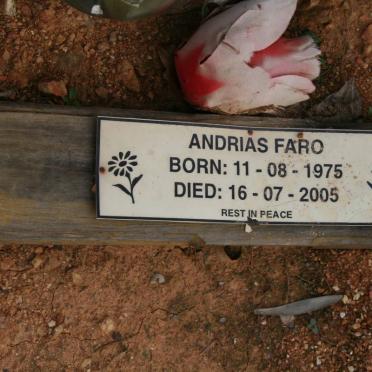 ANDRIAS FARO
BORN: 11 - 08 - 1975
DIED: 16 - 07 - 2005
REST IN PEACE